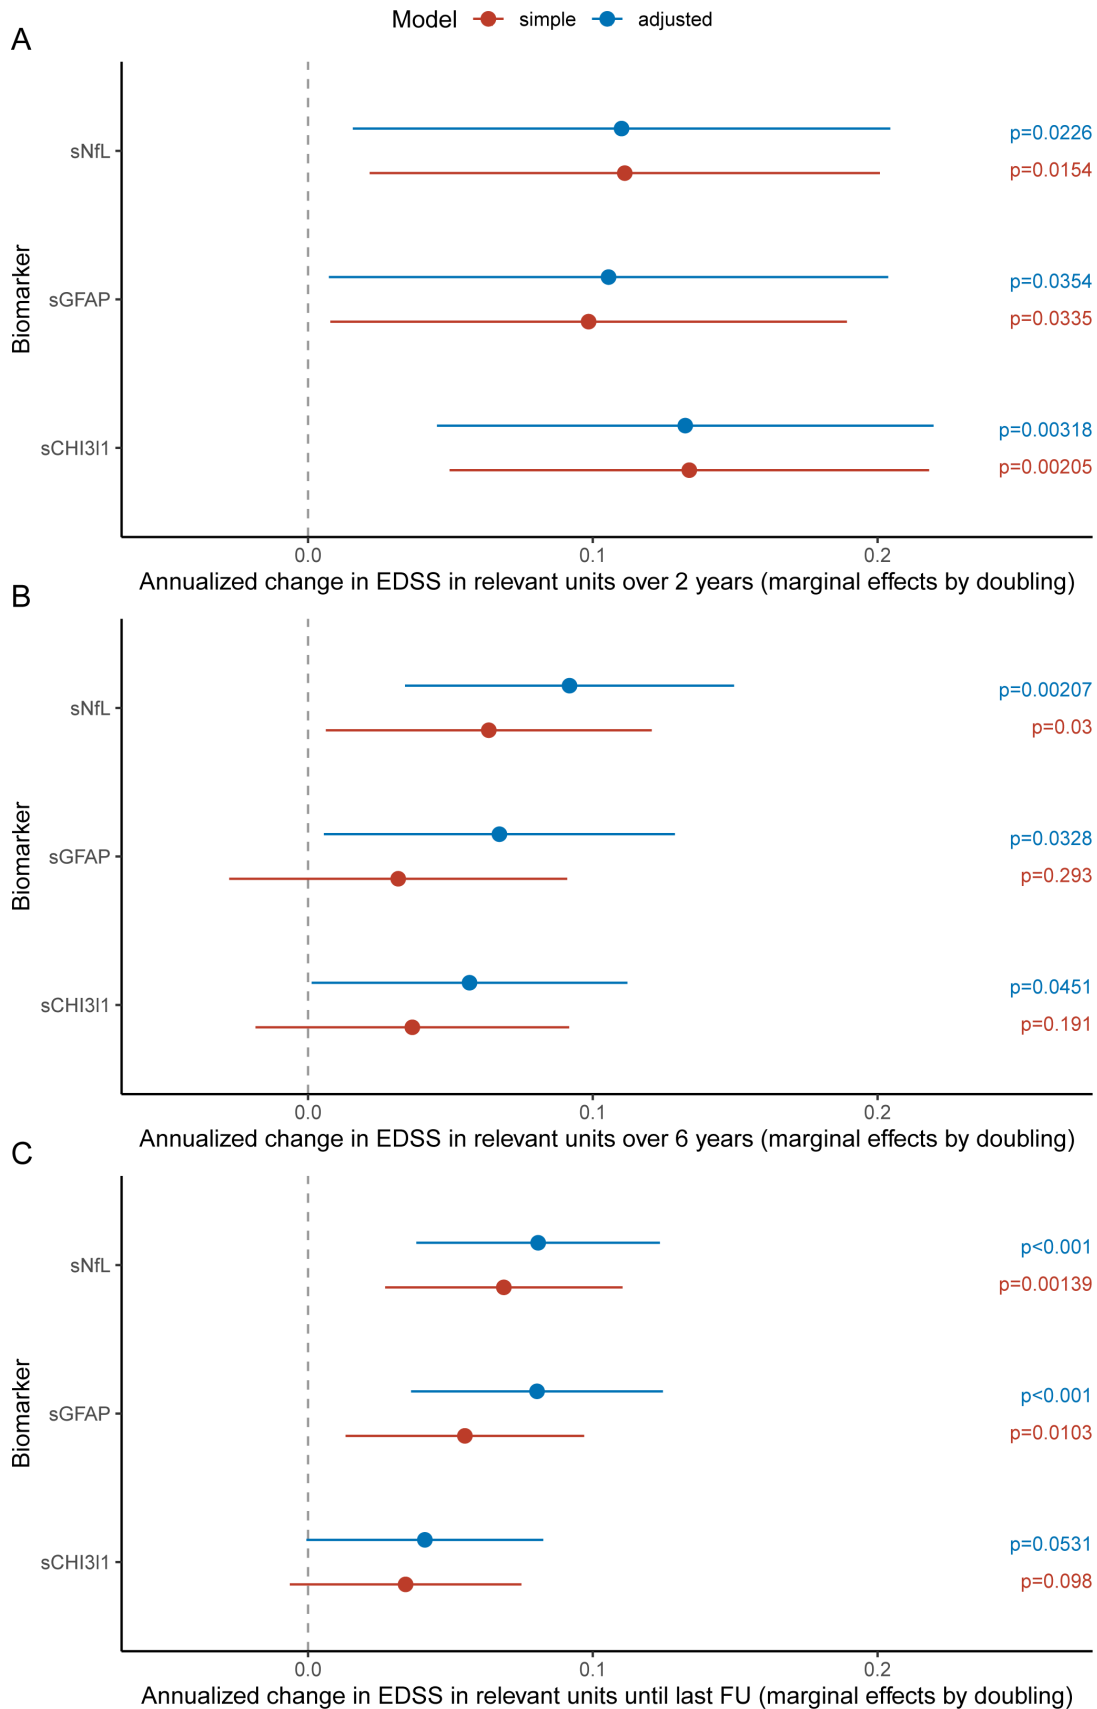 Model simple adjusted
A
Biomarker
sNfL
p=0.0226
p=0.0154
sGFAP
p=0.0354
p=0.0335
sCHI3l1
p=0.00318
p=0.00205
0.0 0.1 0.2
Annualized change in EDSS in relevant units over 2 years (marginal effects by doubling)
B
Biomarker
sNfL
p=0.00207
p=0.03
sGFAP
p=0.0328
p=0.293
sCHI3l1
p=0.0451
p=0.191
0.0 0.1 0.2
Annualized change in EDSS in relevant units over 6 years (marginal effects by doubling)
C
Biomarker
sNfL
p<0.001
p=0.00139
sGFAP
p<0.001
p=0.0103
sCHI3l1
p=0.0531
p=0.098
0.0 0.1 0.2
Annualized change in EDSS in relevant units until last FU (marginal effects by doubling)